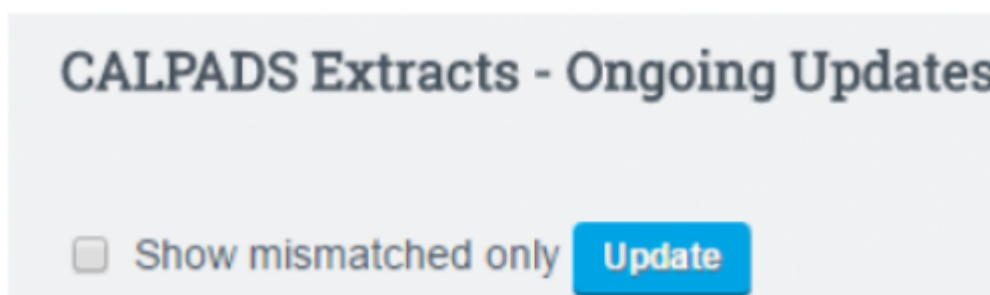 CALPADS Extracts - Ongoing Updates
Show mismatched only Update